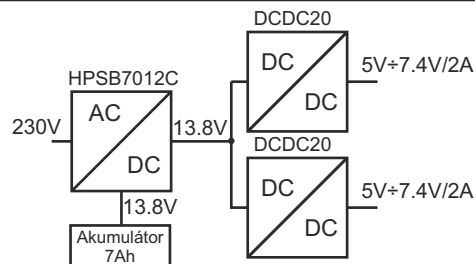 DCDC20
DC
DC
5V÷7.4V/2A
HPSB7012C
AC
DC
230V
13.8V
DCDC20
DC
DC
5V÷7.4V/2A
13.8V
Akumulátor
7Ah